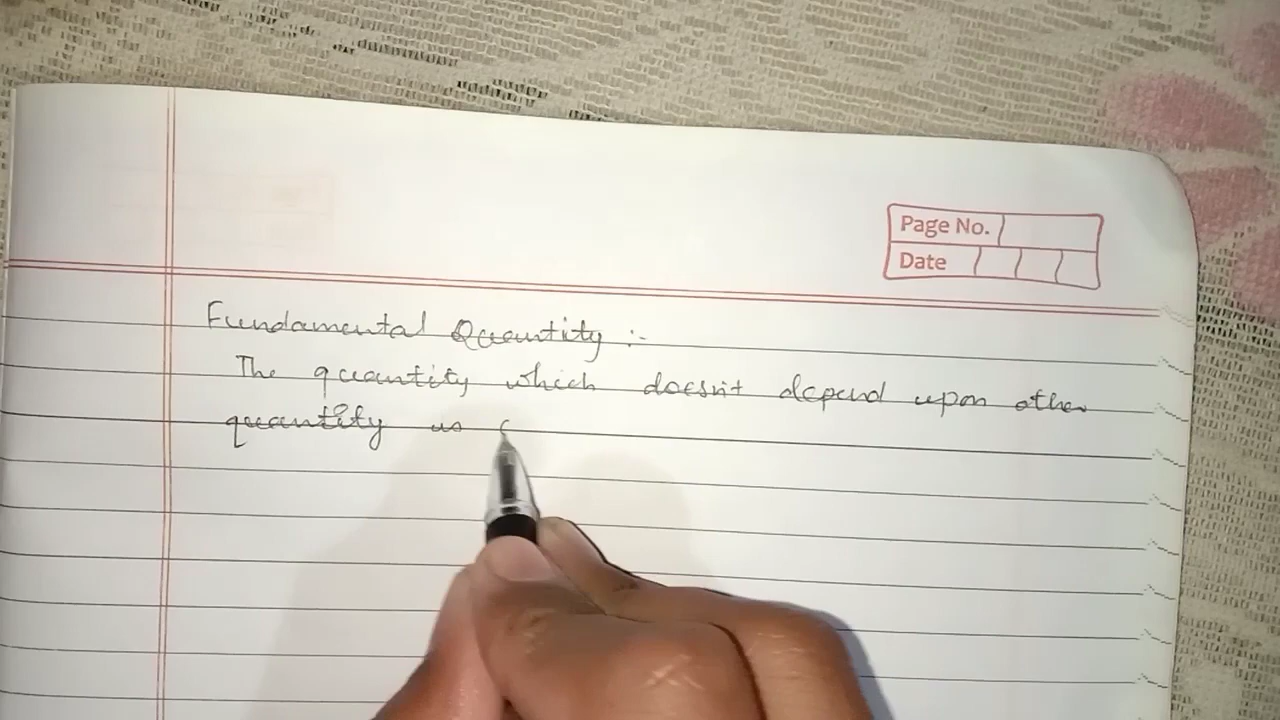 Page No.
Date
Fundamental Quantity :-
The quantity which doesn't depend upon other
quantity is